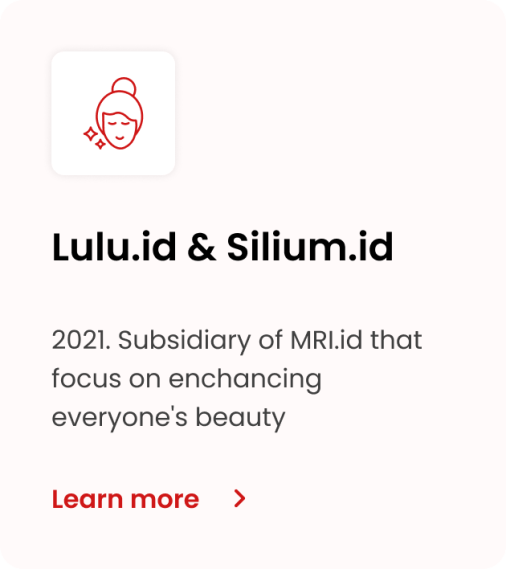 Lulu.id & Silium.id
2021. Subsidiary of MRI.id that
focus on enchancing
everyone's beauty
Learn more